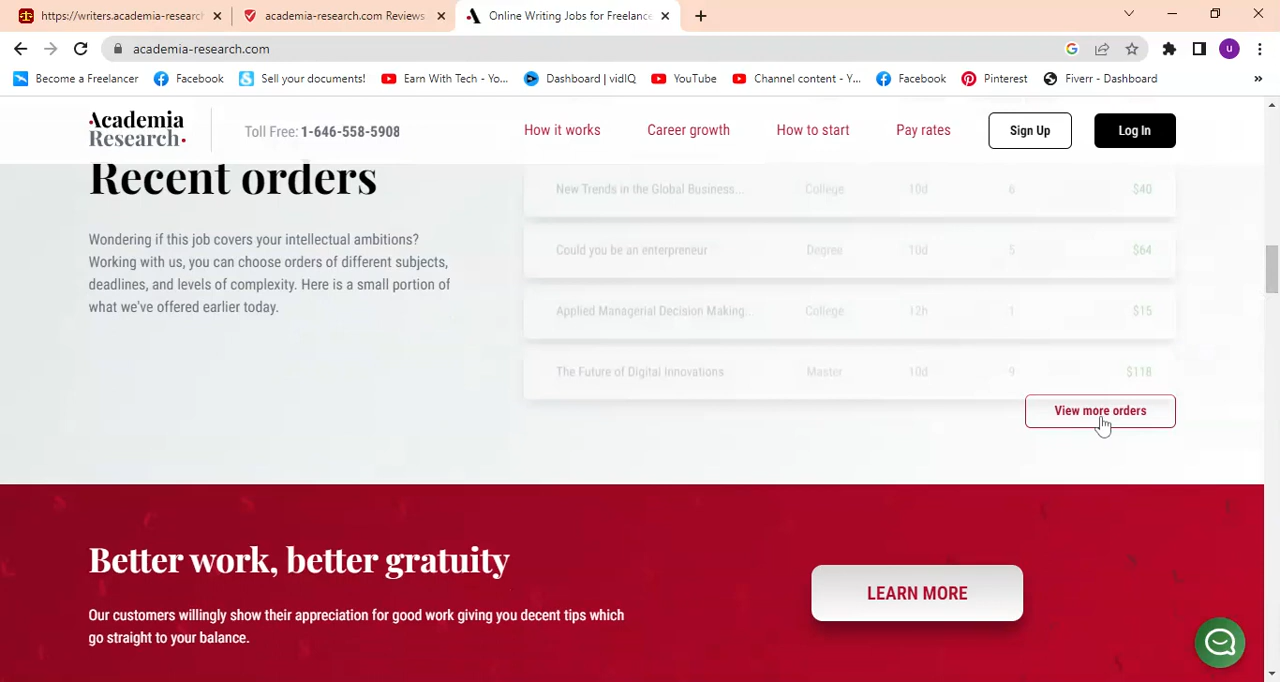 https://writers.academia-research
academia-research.com Reviews
Online Writing Jobs for Freelance
academia-research.com
u
Become a Freelancer
Facebook
Sell your documents!
Earn With Tech - Yo...
Dashboard | vidIQ
YouTube
Channel content - Y...
Facebook
Pinterest
Fiverr - Dashboard
»
Academia
Research
Toll Free: 1-646-558-5908
How it works
Career growth
How to start
Pay rates
Sign Up
Log In
Recent orders
Wondering if this job covers your intellectual ambitions?
Working with us, you can choose orders of different subjects,
deadlines, and levels of complexity. Here is a small portion of
what we've offered earlier today.
New Trends in the Global Business... College 10d 6 $40
Could you be an enterpreneur Degree 10d 5 $64
Applied Managerial Decision Making... College 12h 1 $15
The Future of Digital Innovations Master 10d 9 $118
View more orders
Better work, better gratuity
Our customers willingly show their appreciation for good work giving you decent tips which
go straight to your balance.
LEARN MORE